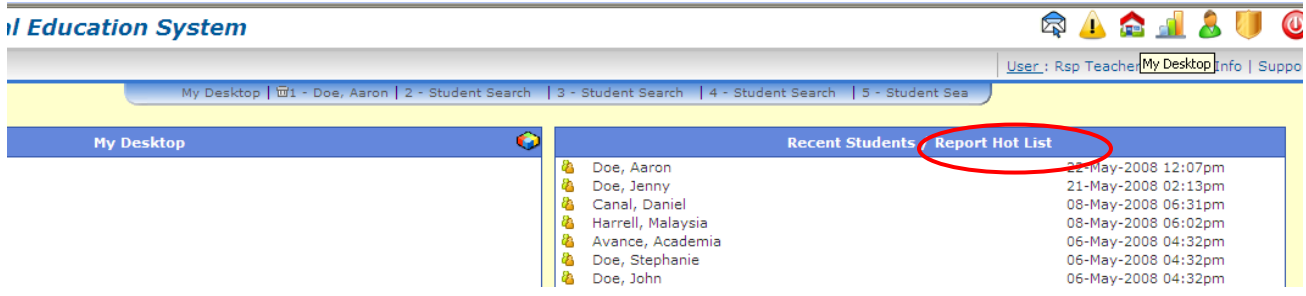 Education System
User : Rsp Teacher My Desktop Info | Suppo
My Desktop | 1 - Doe, Aaron | 2 - Student Search | 3 - Student Search | 4 - Student Search | 5 - Student Sea
My Desktop
Recent Students / Report Hot List
Doe, Aaron 22-May-2008 12:07pm
Doe, Jenny 21-May-2008 02:13pm
Canal, Daniel 08-May-2008 06:31pm
Harrell, Malaysia 08-May-2008 06:02pm
Avance, Academia 06-May-2008 04:32pm
Doe, Stephanie 06-May-2008 04:32pm
Doe, John 06-May-2008 04:32pm